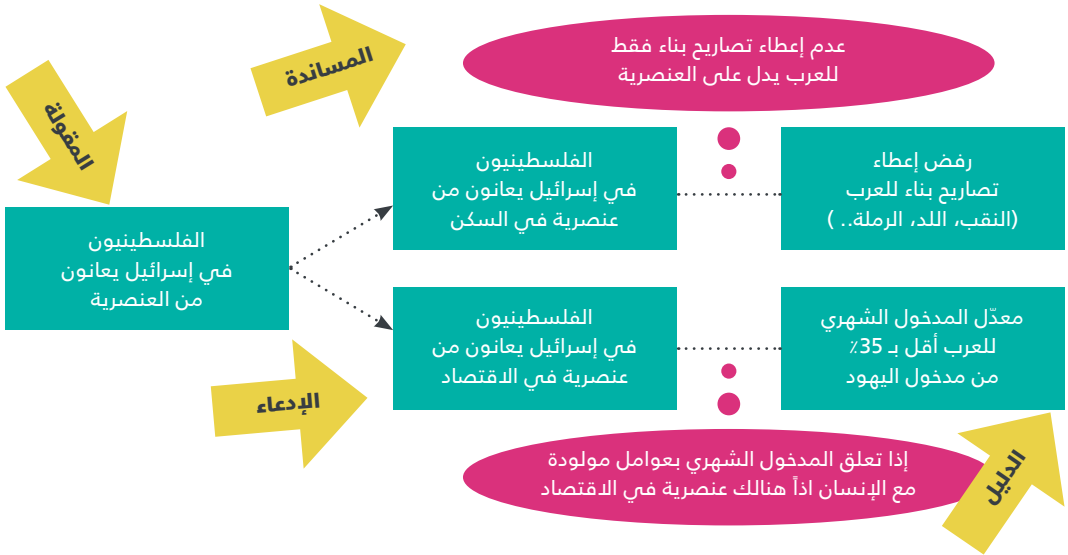 عدم إعطاء تصاريح بناء فقط
للعرب يدل على العنصرية
المساندة
المقولة
رفض إعطاء
تصاريح بناء للعرب
(النقب، اللد، الرملة.. )
الفلسطينيون
في إسرائيل يعانون من
عنصرية في السكن
الفلسطينيون
في إسرائيل يعانون
من العنصرية
معدّل المدخول الشهري
للعرب أقل بـ 35٪
من مدخول اليهود
الفلسطينيون
في إسرائيل يعانون من
عنصرية في الاقتصاد
الإدعاء
إذا تعلق المدخول الشهري بعوامل مولودة
مع الإنسان اذاً هنالك عنصرية في الاقتصاد
الدليل